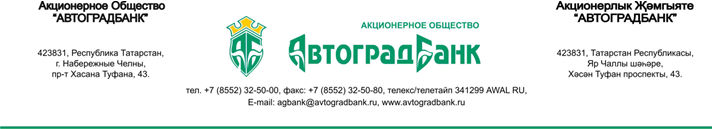 Акционерное Общество
"АВТОГРАДБАНК"
423831, Республика Татарстан,
г. Набережные Челны,
пр-т Хасана Туфана, 43.
АКЦИОНЕРНОЕ ОБЩЕСТВО
АвтоградБанк
тел. +7 (8552) 32-50-00, факс: +7 (8552) 32-50-80, телекс/телетайп 341299 AWAL RU,
E-mail: agbank@avtogradbank.ru, www.avtogradbank.ru
Акционерлык Җәмгыяте
"АВТОГРАДБАНК"
423831, Татарстан Республикасы,
Яр Чаллы шәһәре,
Хәсән Туфан проспекты, 43.